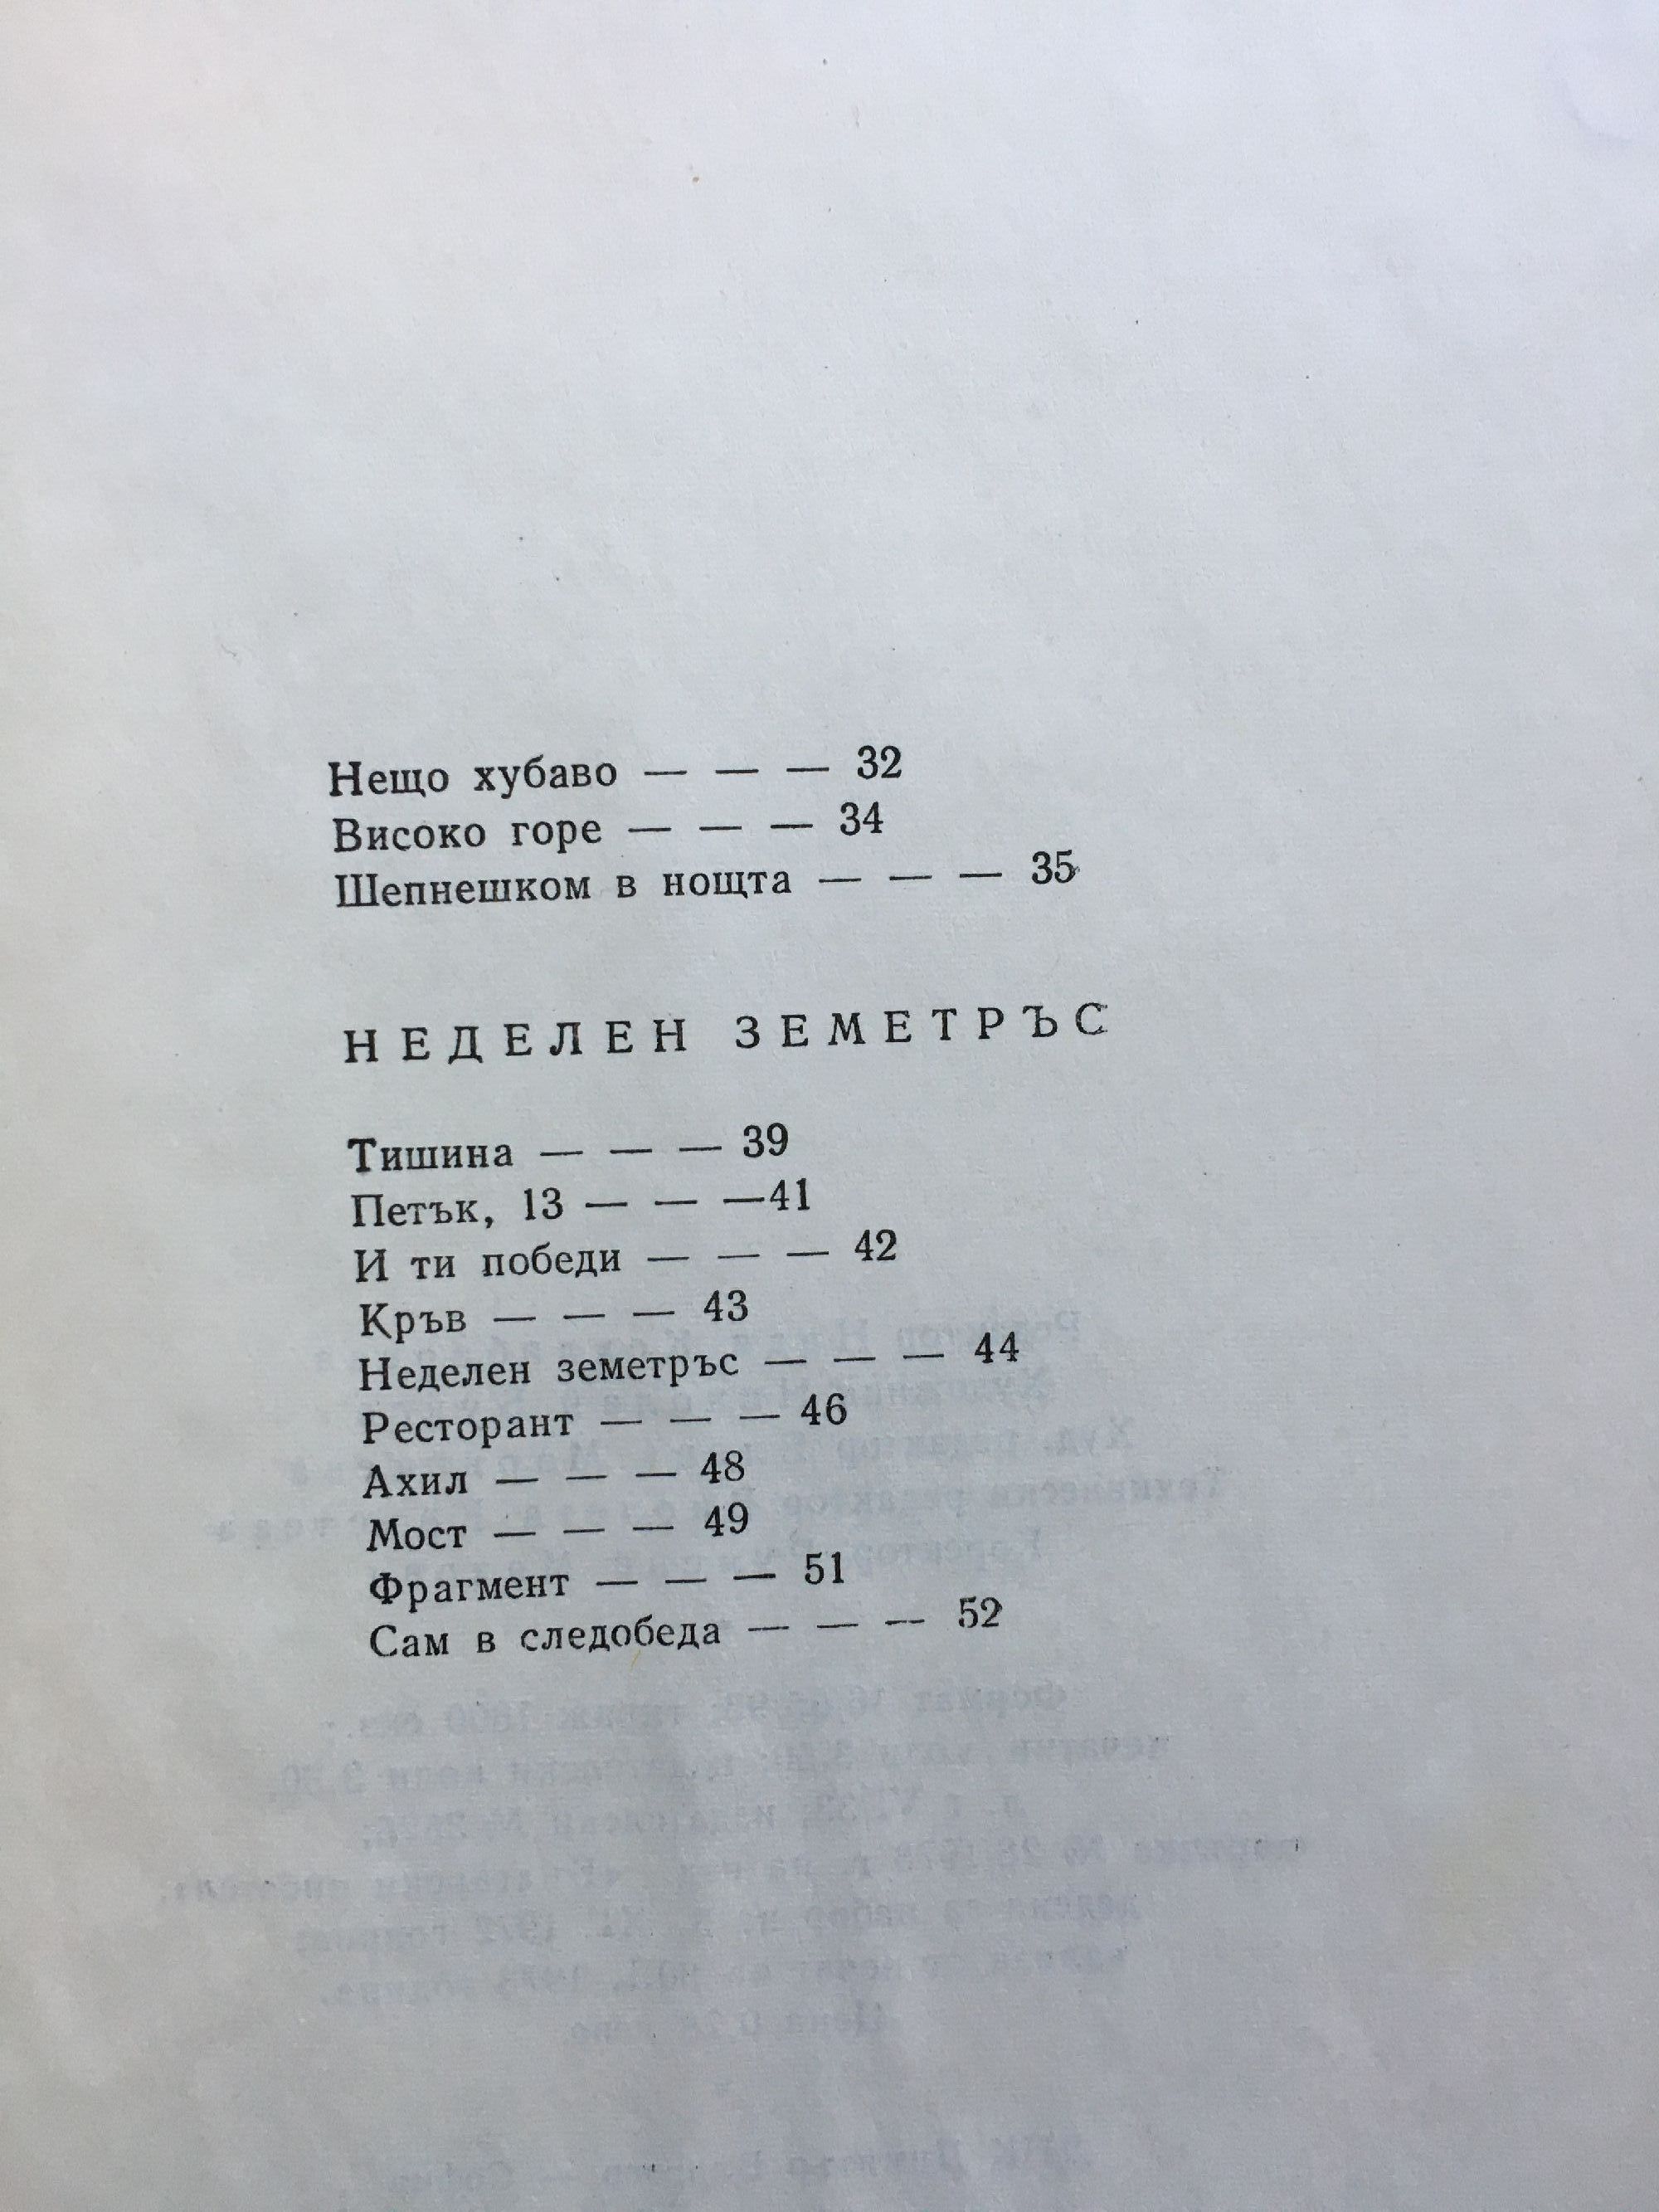 Нещо хубаво — — — 32
Високо горе — — — 34
Шепнешком в нощта — — — 35
НЕДЕЛЕН ЗЕМЕТРЪС
Тишина — — — 39
Петък, 13 — — —41
И ти победи — — — 42
Кръв — — — 43
Неделен земетръс — — — 44
Ресторант — — — 46
Ахил — — — 48
Мост — — — 49
Фрагмент — — — 51
Сам в следобеда — — — 52